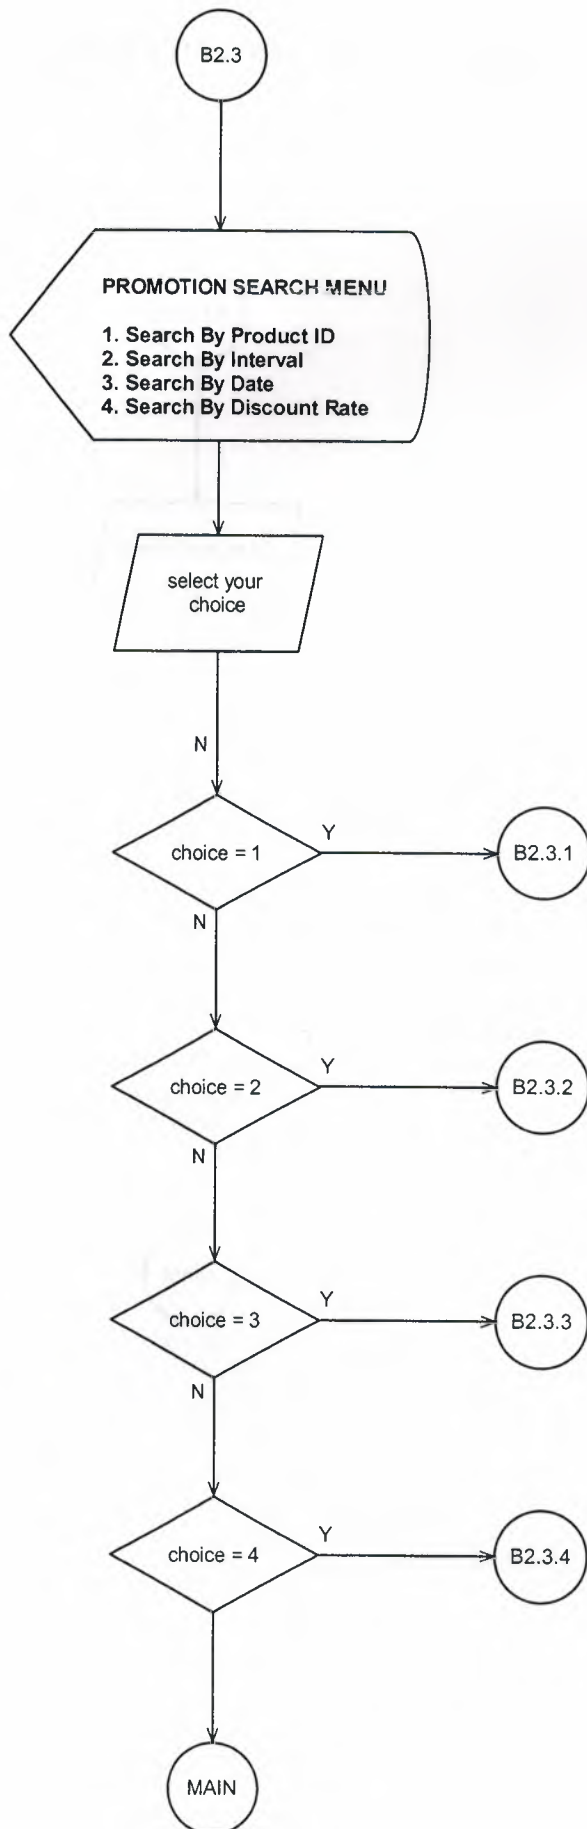 B2.3
PROMOTION SEARCH MENU
1. Search By Product ID
2. Search By Interval
3. Search By Date
4. Search By Discount Rate
select your
choice
N
choice = 1
Y
B2.3.1
N
choice = 2
Y
B2.3.2
N
choice = 3
Y
B2.3.3
N
choice = 4
Y
B2.3.4
MAIN